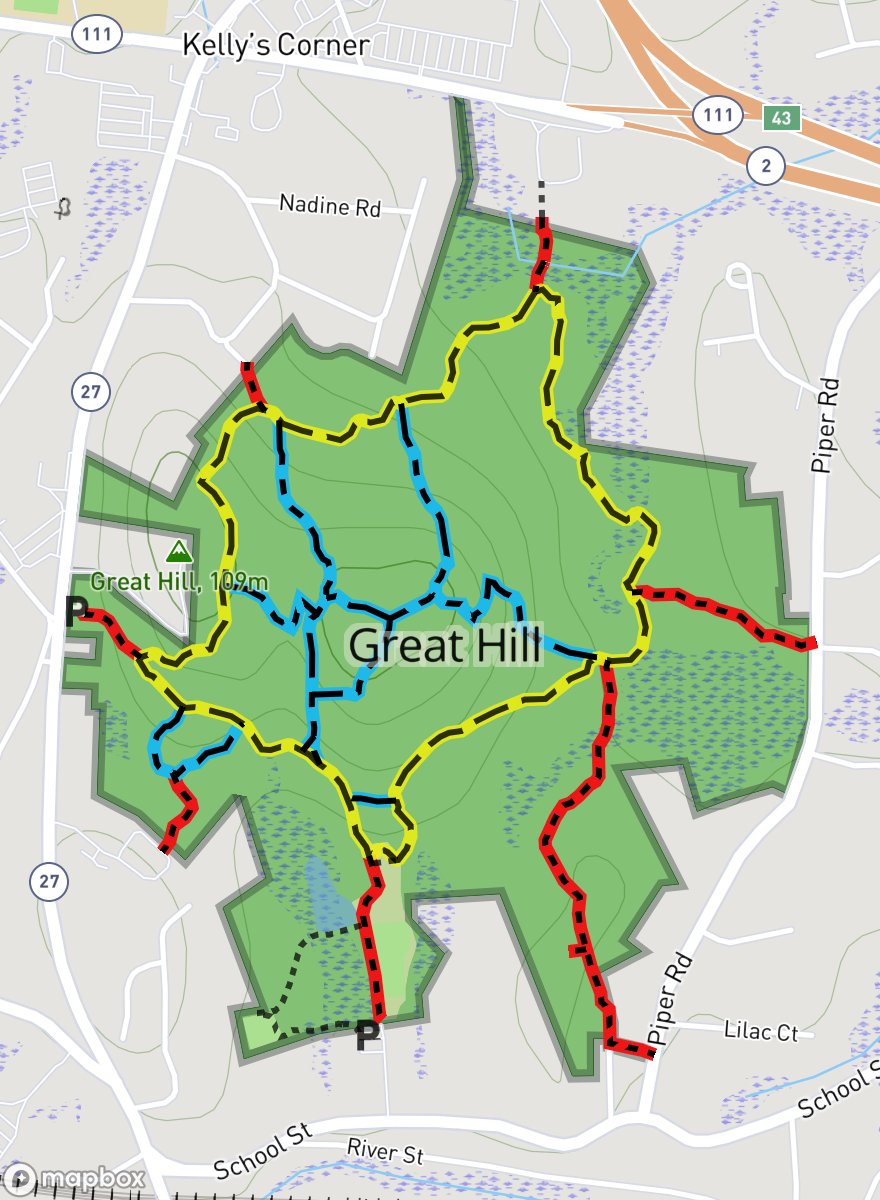 111
Kelly's Corner
111
43
2
Nadine Rd
27
Piper Rd
Great Hill, 109m
P
Great Hill
27
Piper Rd
P
Lilac Ct
School St
School S
River St
mapbox